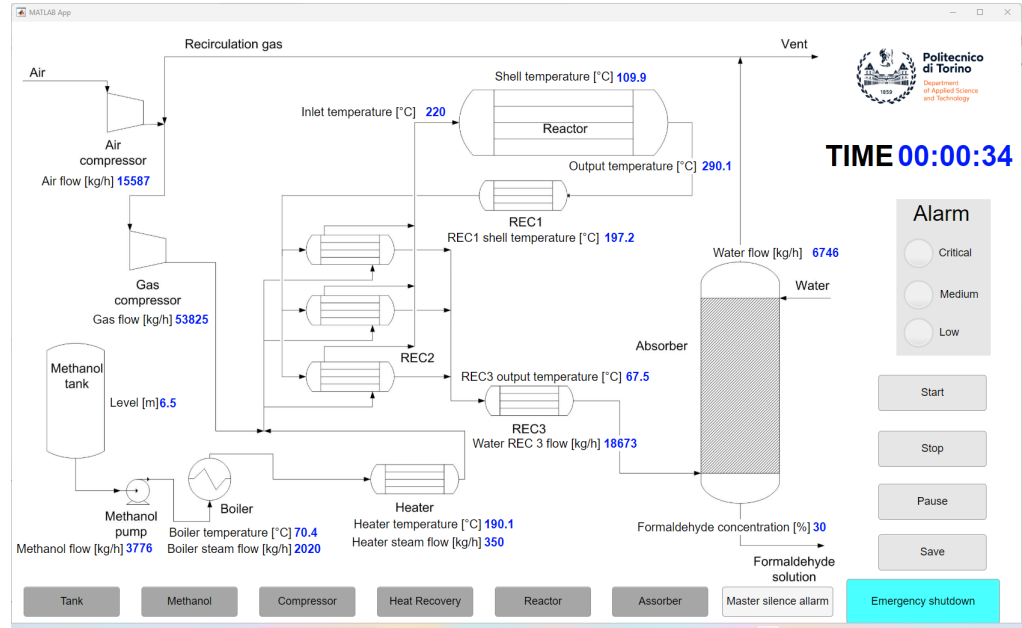 MATLAB App
Recirculation gas
Vent
Air
Politecnico
di Torino
Department
of Applied Science
and Technology
1859
Shell temperature [°C] 109.9
Inlet temperature [°C] 220
Reactor
Air
compressor
Air flow [kg/h] 15587
TIME 00:00:34
Output temperature [°C] 290.1
REC1
REC1 shell temperature [°C] 197.2
Alarm
Critical
Medium
Low
Water flow [kg/h] 6746
Water
Gas
compressor
Gas flow [kg/h] 53825
Absorber
REC2
Methanol
tank
Level [m] 6.5
REC3 output temperature [°C] 67.5
REC3
Water REC 3 flow [kg/h] 18673
Start
Stop
Pause
Save
Boiler
Heater
Methanol
pump
Methanol flow [kg/h] 3776
Boiler temperature [°C] 70.4
Boiler steam flow [kg/h] 2020
Heater temperature [°C] 190.1
Heater steam flow [kg/h] 350
Formaldehyde concentration [%] 30
Formaldehyde
solution
Tank
Methanol
Compressor
Heat Recovery
Reactor
Assorber
Master silence allarm
Emergency shutdown